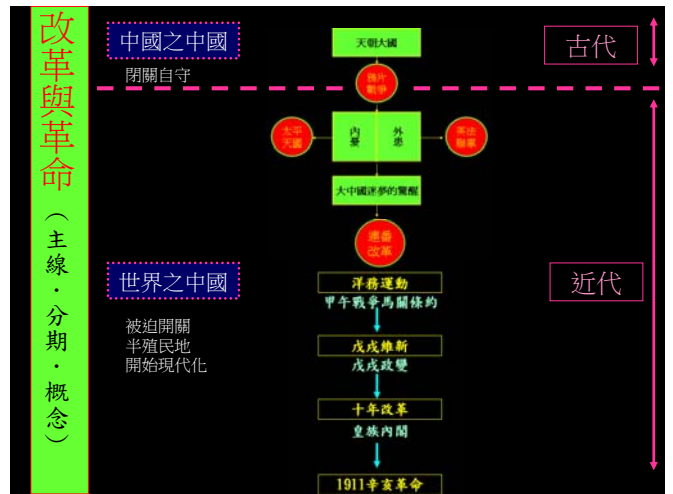 改革與革命（主線．分期．概念）
中國之中國
閉關自守
天朝大國
鴉片
戰爭
古代
太平
天國
內憂
外患
英法
聯軍
大中國迷夢的驚醒
連番
改革
世界之中國
被迫開關
半殖民地
開始現代化
近代
洋務運動
甲午戰爭馬關條約
戊戌維新
戊戌政變
十年改革
皇族內閣
1911辛亥革命